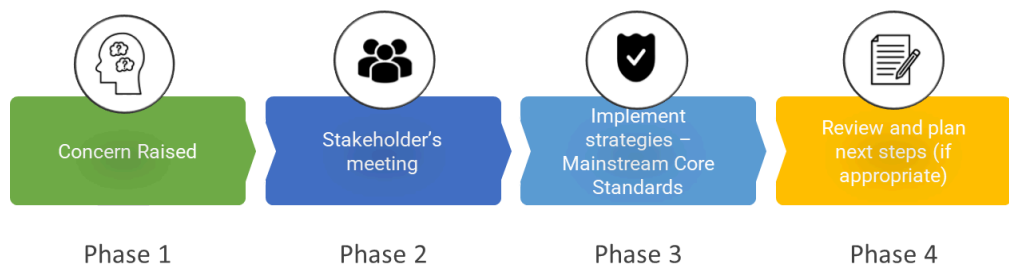 Concern Raised
Stakeholder's
meeting
Implement
strategies –
Mainstream Core
Standards
Review and plan
next steps (if
appropriate)
Phase 1
Phase 2
Phase 3
Phase 4